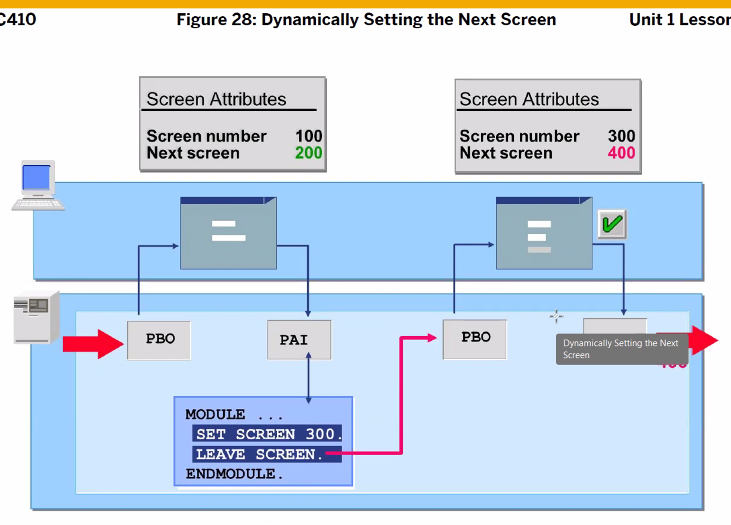 C410 Figure 28: Dynamically Setting the Next Screen Unit 1 Lesson
Screen Attributes
Screen number 100
Next screen 200
Screen Attributes
Screen number 300
Next screen 400
PBO
PAI
PBO
Dynamically Setting the Next
Screen
MODULE ...
SET SCREEN 300.
LEAVE SCREEN.
ENDMODULE.